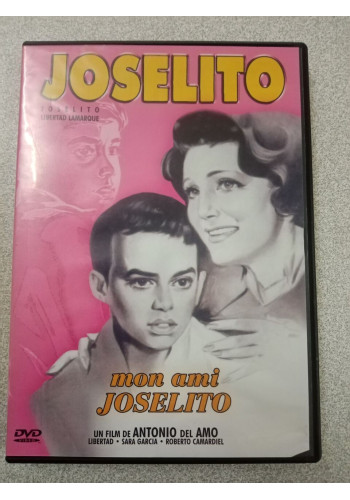 JOSELITO
JOSELITO
LIBERTAD LAMARQUE
mon ami
JOSELITO
UN FILM DE ANTONIO DEL AMO
LIBERTAD • SARA GARCIA • ROBERTO CAMARDIEL
DVD